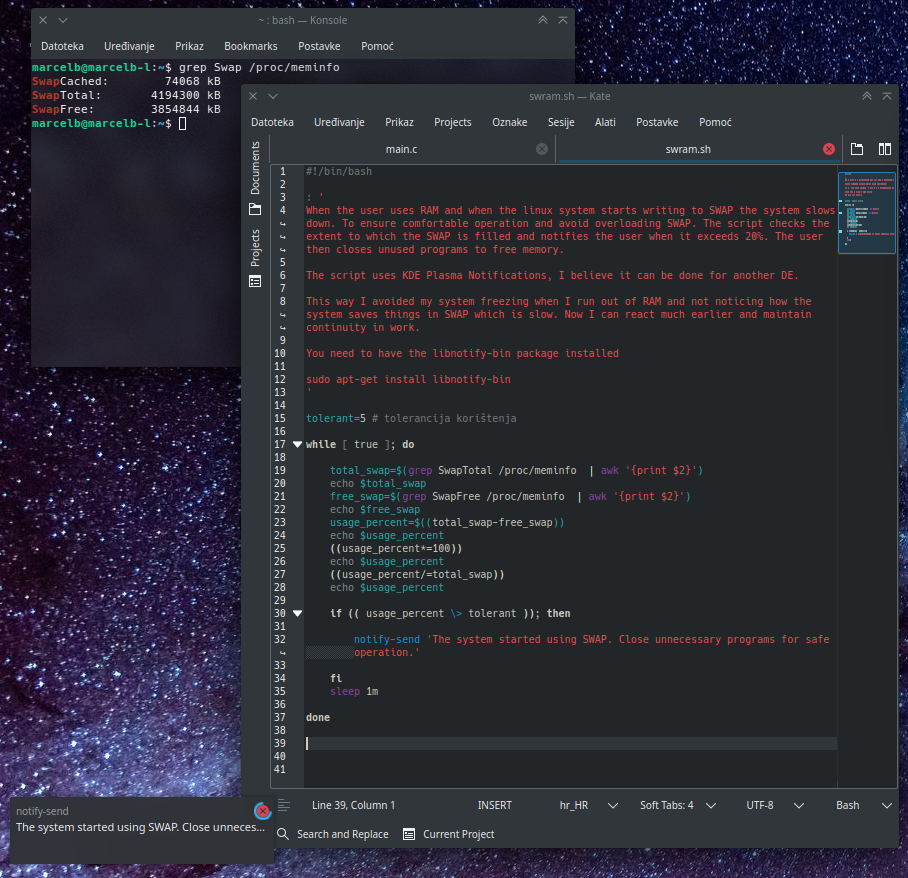 ~ : bash — Konsole
Datoteka Uređivanje Prikaz Bookmarks Postavke Pomoć
marcelb@marcelb-l:~$ grep Swap /proc/meminfo
SwapCached: 74068 kB
SwapTotal: 4194300 kB
SwapFree: 3854844 kB
marcelb@marcelb-l:~$
swram.sh — Kate
Datoteka Uređivanje Prikaz Projects Oznake Sesije Alati Postavke Pomoć
main.c swram.sh
Documents
Projects
1 #!/bin/bash
2
3 : '
4 When the user uses RAM and when the linux system starts writing to SWAP the system slows
down. To ensure comfortable operation and avoid overloading SWAP. The script checks the
extent to which the SWAP is filled and notifies the user when it exceeds 20%. The user
then closes unused programs to free memory.
5
6 The script uses KDE Plasma Notifications, I believe it can be done for another DE.
7
8 This way I avoided my system freezing when I run out of RAM and not noticing how the
system saves things in SWAP which is slow. Now I can react much earlier and maintain
continuity in work.
9
10 You need to have the libnotify-bin package installed
11
12 sudo apt-get install libnotify-bin
13 '
14
15 tolerant=5 # tolerancija korištenja
16
17 while [ true ]; do
18
19 total_swap=$(grep SwapTotal /proc/meminfo | awk '{print $2}')
20 echo $total_swap
21 free_swap=$(grep SwapFree /proc/meminfo | awk '{print $2}')
22 echo $free_swap
23 usage_percent=$((total_swap-free_swap))
24 echo $usage_percent
25 ((usage_percent*=100))
26 echo $usage_percent
27 ((usage_percent/=total_swap))
28 echo $usage_percent
29
30 if (( usage_percent \> tolerant )); then
31
32 notify-send 'The system started using SWAP. Close unnecessary programs for safe
operation.'
33
34 fi
35 sleep 1m
36
37 done
38
39
40
41
Line 39, Column 1 INSERT hr_HR Soft Tabs: 4 UTF-8 Bash
Search and Replace Current Project
notify-send
The system started using SWAP. Close unneces...